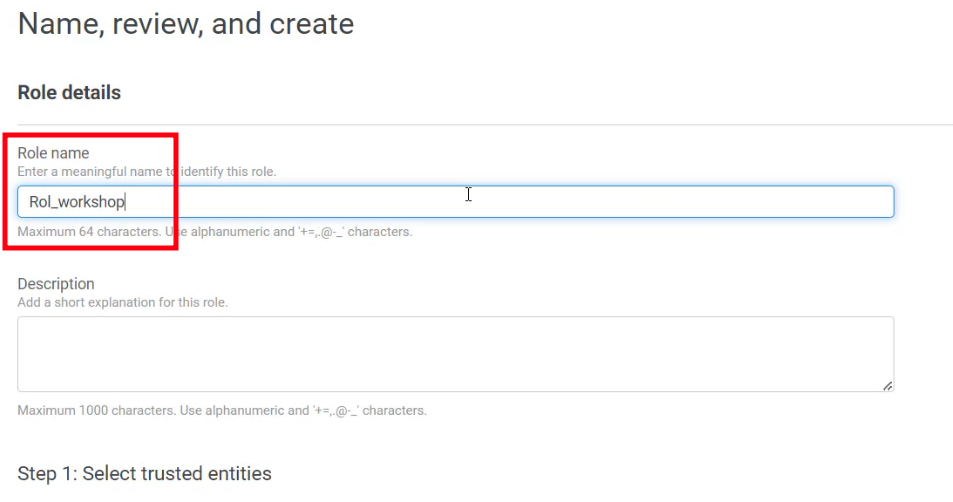 Name, review, and create
Role details
Role name
Enter a meaningful name to identify this role.
Rol_workshop
Maximum 64 characters. Use alphanumeric and '+=,.@-_' characters.
Description
Add a short explanation for this role.
Maximum 1000 characters. Use alphanumeric and '+=,.@-_' characters.
Step 1: Select trusted entities